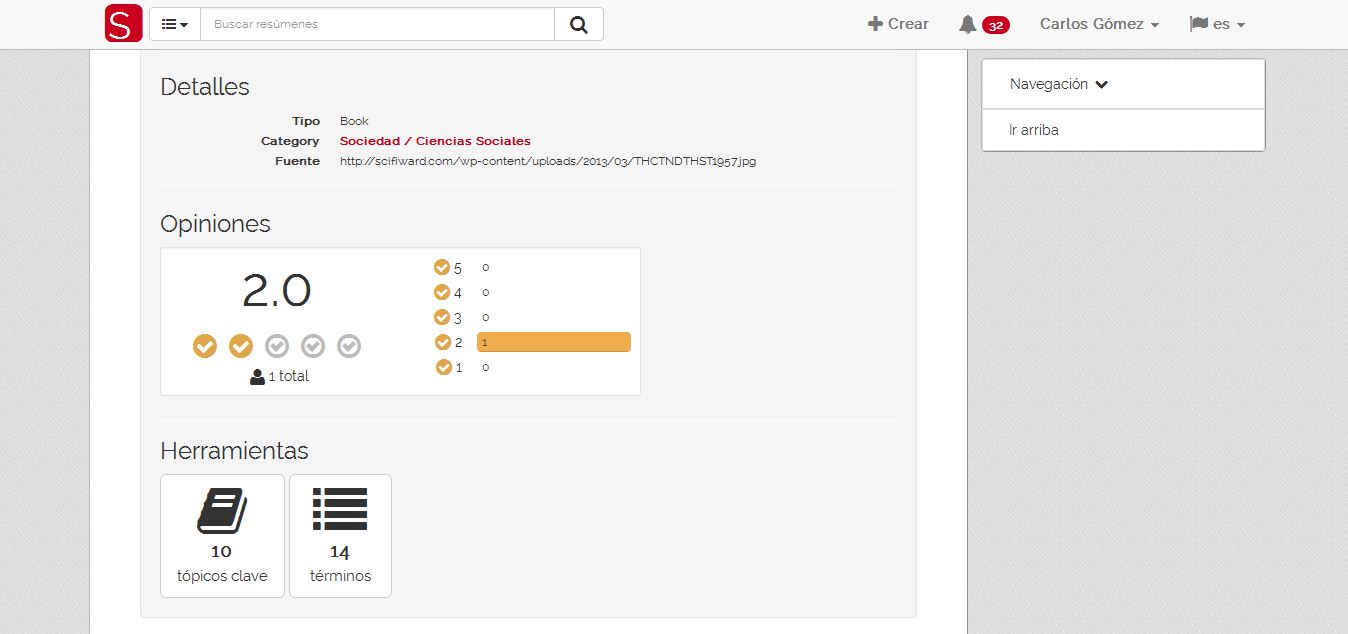 S
Buscar resúmenes
Crear
32
Carlos Gómez
es
Navegación
Ir arriba
Detalles
Tipo Book
Category Sociedad / Ciencias Sociales
Fuente http://scifiward.com/wp-content/uploads/2013/03/THCTNDTHST1957.jpg
Opiniones
2.0
1 total
5 0
4 0
3 0
2 1
1 0
Herramientas
10
tópicos clave
14
términos